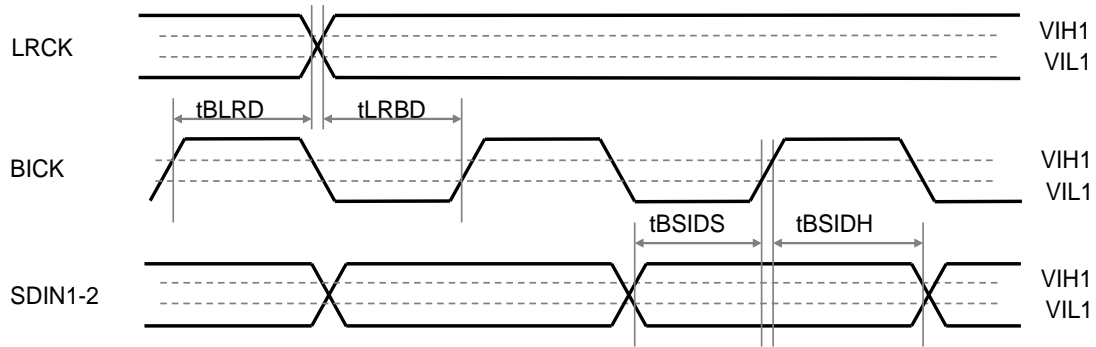 LRCK
VIH1
VIL1
tBLRD
tLRBD
BICK
VIH1
VIL1
tBSIDS
tBSIDH
SDIN1-2
VIH1
VIL1